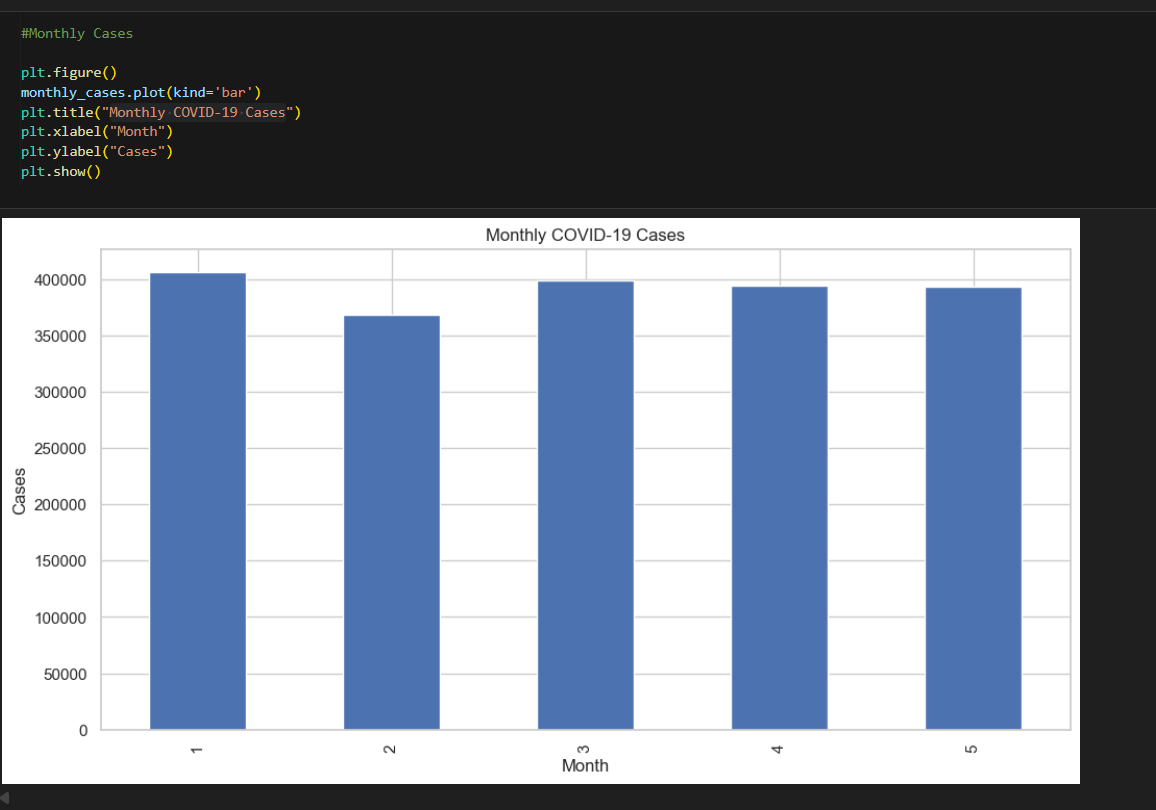 #Monthly Cases
plt.figure()
monthly_cases.plot(kind='bar')
plt.title("Monthly COVID-19 Cases")
plt.xlabel("Month")
plt.ylabel("Cases")
plt.show()
Monthly COVID-19 Cases
400000
350000
300000
250000
200000
150000
100000
50000
0
Cases
1 2 3 4 5
Month